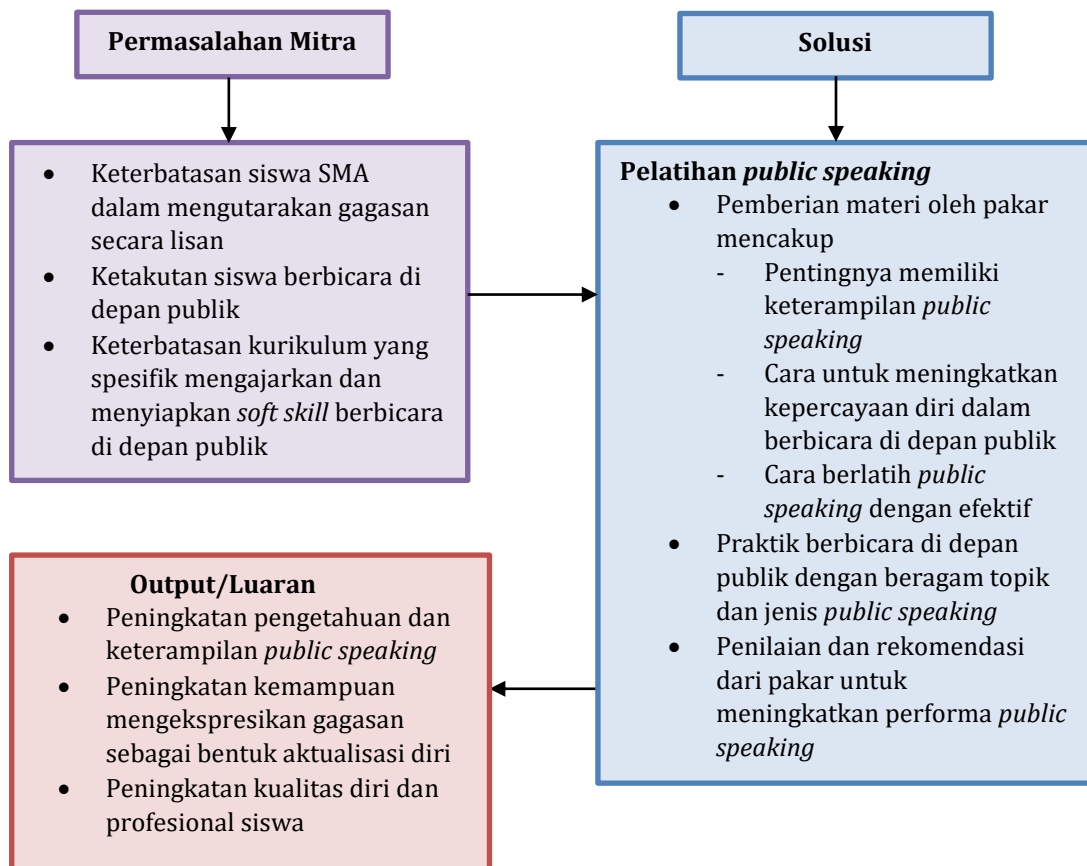 Permasalahan Mitra
Solusi
• Keterbatasan siswa SMA
dalam mengutarakan gagasan
secara lisan
• Ketakutan siswa berbicara di
depan publik
• Keterbatasan kurikulum yang
spesifik mengajarkan dan
menyiapkan soft skill berbicara
di depan publik
Pelatihan public speaking
• Pemberian materi oleh pakar
mencakup
- Pentingnya memiliki
keterampilan public
speaking
- Cara untuk meningkatkan
kepercayaan diri dalam
berbicara di depan publik
- Cara berlatih public
speaking dengan efektif
• Praktik berbicara di depan
publik dengan beragam topik
dan jenis public speaking
• Penilaian dan rekomendasi
dari pakar untuk
meningkatkan performa public
speaking
Output/Luaran
• Peningkatan pengetahuan dan
keterampilan public speaking
• Peningkatan kemampuan
mengekspresikan gagasan
sebagai bentuk aktualisasi diri
• Peningkatan kualitas diri dan
profesional siswa